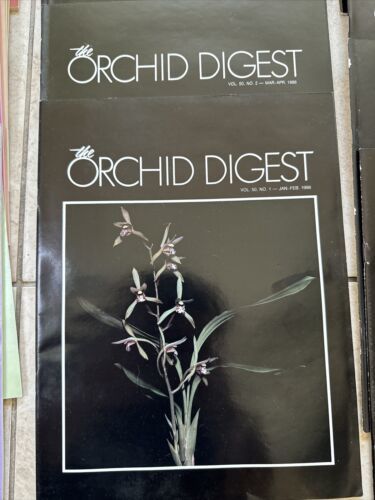 the
ORCHID DIGEST
VOL. 50, NO. 2 — MAR.-APR. 1986
the
ORCHID DIGEST
VOL. 50, NO. 1 — JAN.-FEB. 1986